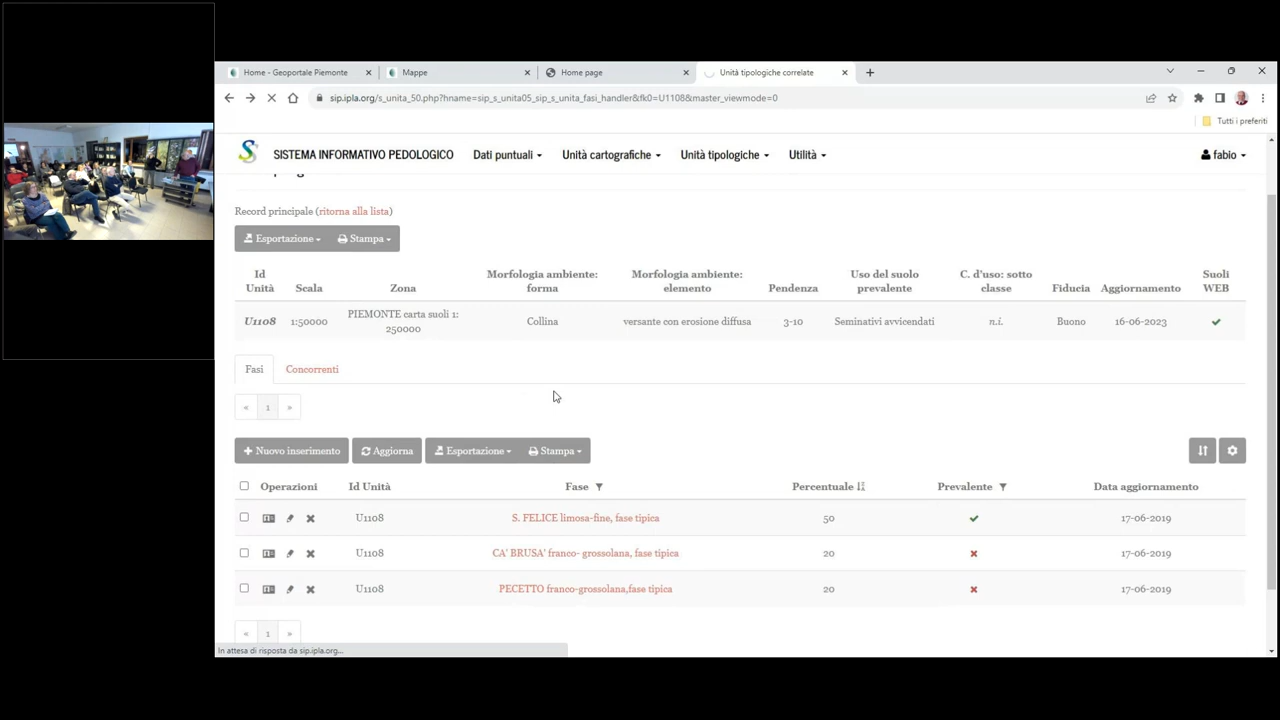 Home - Geoportale Piemonte
Mappe
Home page
Unità tipologiche correlate
sip.ipla.org/s_unita_50.php?hname=sip_s_unita05_sip_s_unita_fasi_handler&fk0=U1108&master_viewmode=0
Tutti i preferiti
SISTEMA INFORMATIVO PEDOLOGICO Dati puntuali Unità cartografiche Unità tipologiche Utilità fabio
Record principale (ritorna alla lista)
Esportazione Stampa
Id Unità Scala Zona Morfologia ambiente: forma Morfologia ambiente: elemento Pendenza Uso del suolo prevalente C. d'uso: sotto classe Fiducia Aggiornamento Suoli WEB
U1108 1:50000 PIEMONTE carta suoli 1: 250000 Collina versante con erosione diffusa 3-10 Seminativi avvicendati n.i. Buono 16-06-2023
Fasi Concorrenti
« 1 »
Nuovo inserimento Aggiorna Esportazione Stampa
Operazioni Id Unità Fase Percentuale Prevalente Data aggiornamento
U1108 S. FELICE limosa-fine, fase tipica 50 17-06-2019
U1108 CA' BRUSA' franco- grossolana, fase tipica 20 17-06-2019
U1108 PECETTO franco-grossolana,fase tipica 20 17-06-2019
« 1 »
In attesa di risposta da sip.ipla.org...